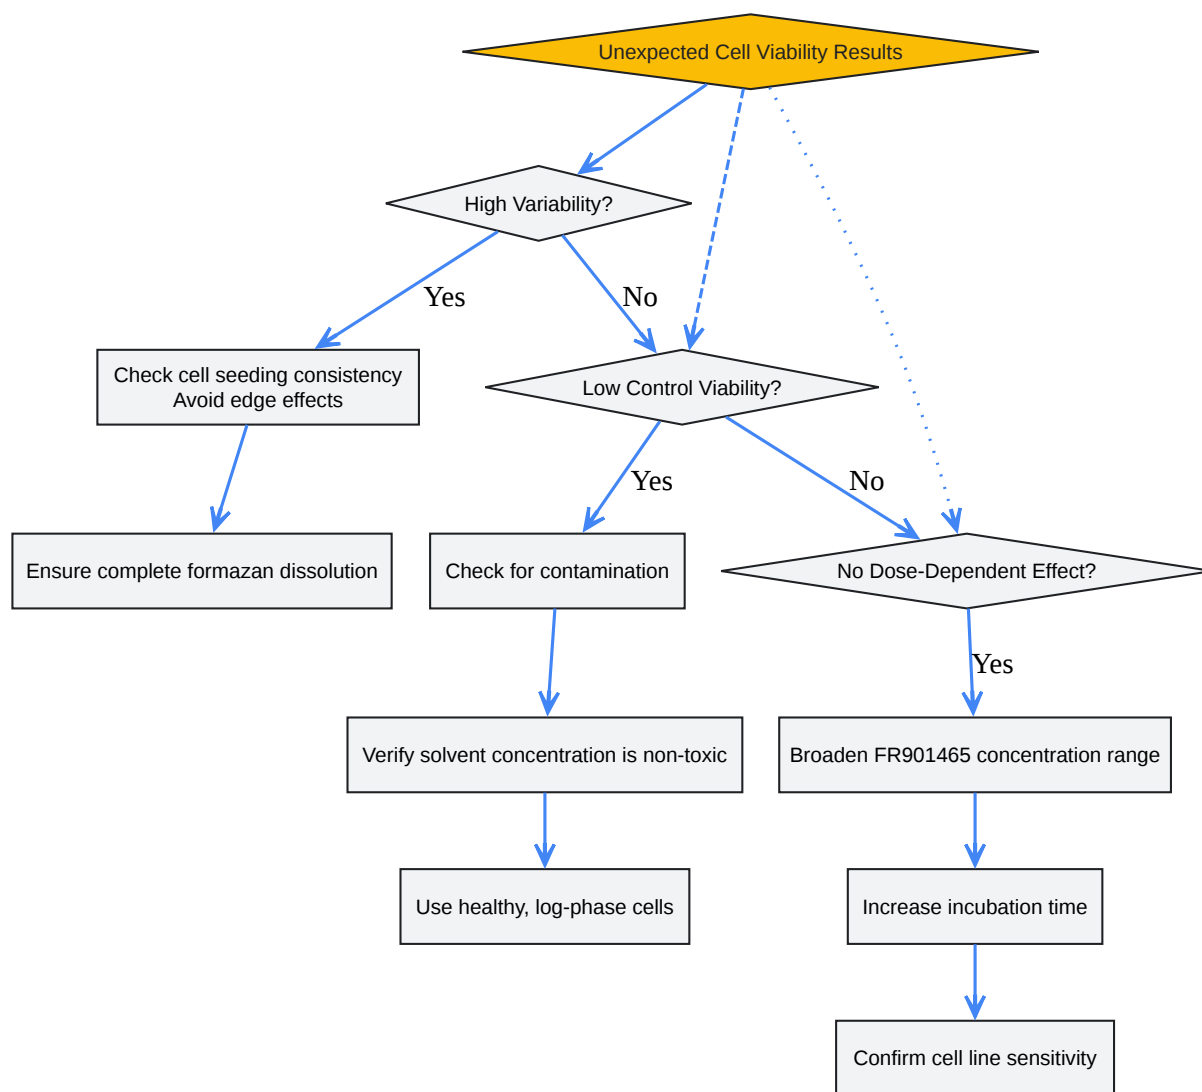 Unexpected Cell Viability Results
High Variability?
Yes
No
Check cell seeding consistency
Avoid edge effects
Low Control Viability?
Yes
No
Ensure complete formazan dissolution
Check for contamination
No Dose-Dependent Effect?
Yes
Verify solvent concentration is non-toxic
Broaden FR901465 concentration range
Use healthy, log-phase cells
Increase incubation time
Confirm cell line sensitivity